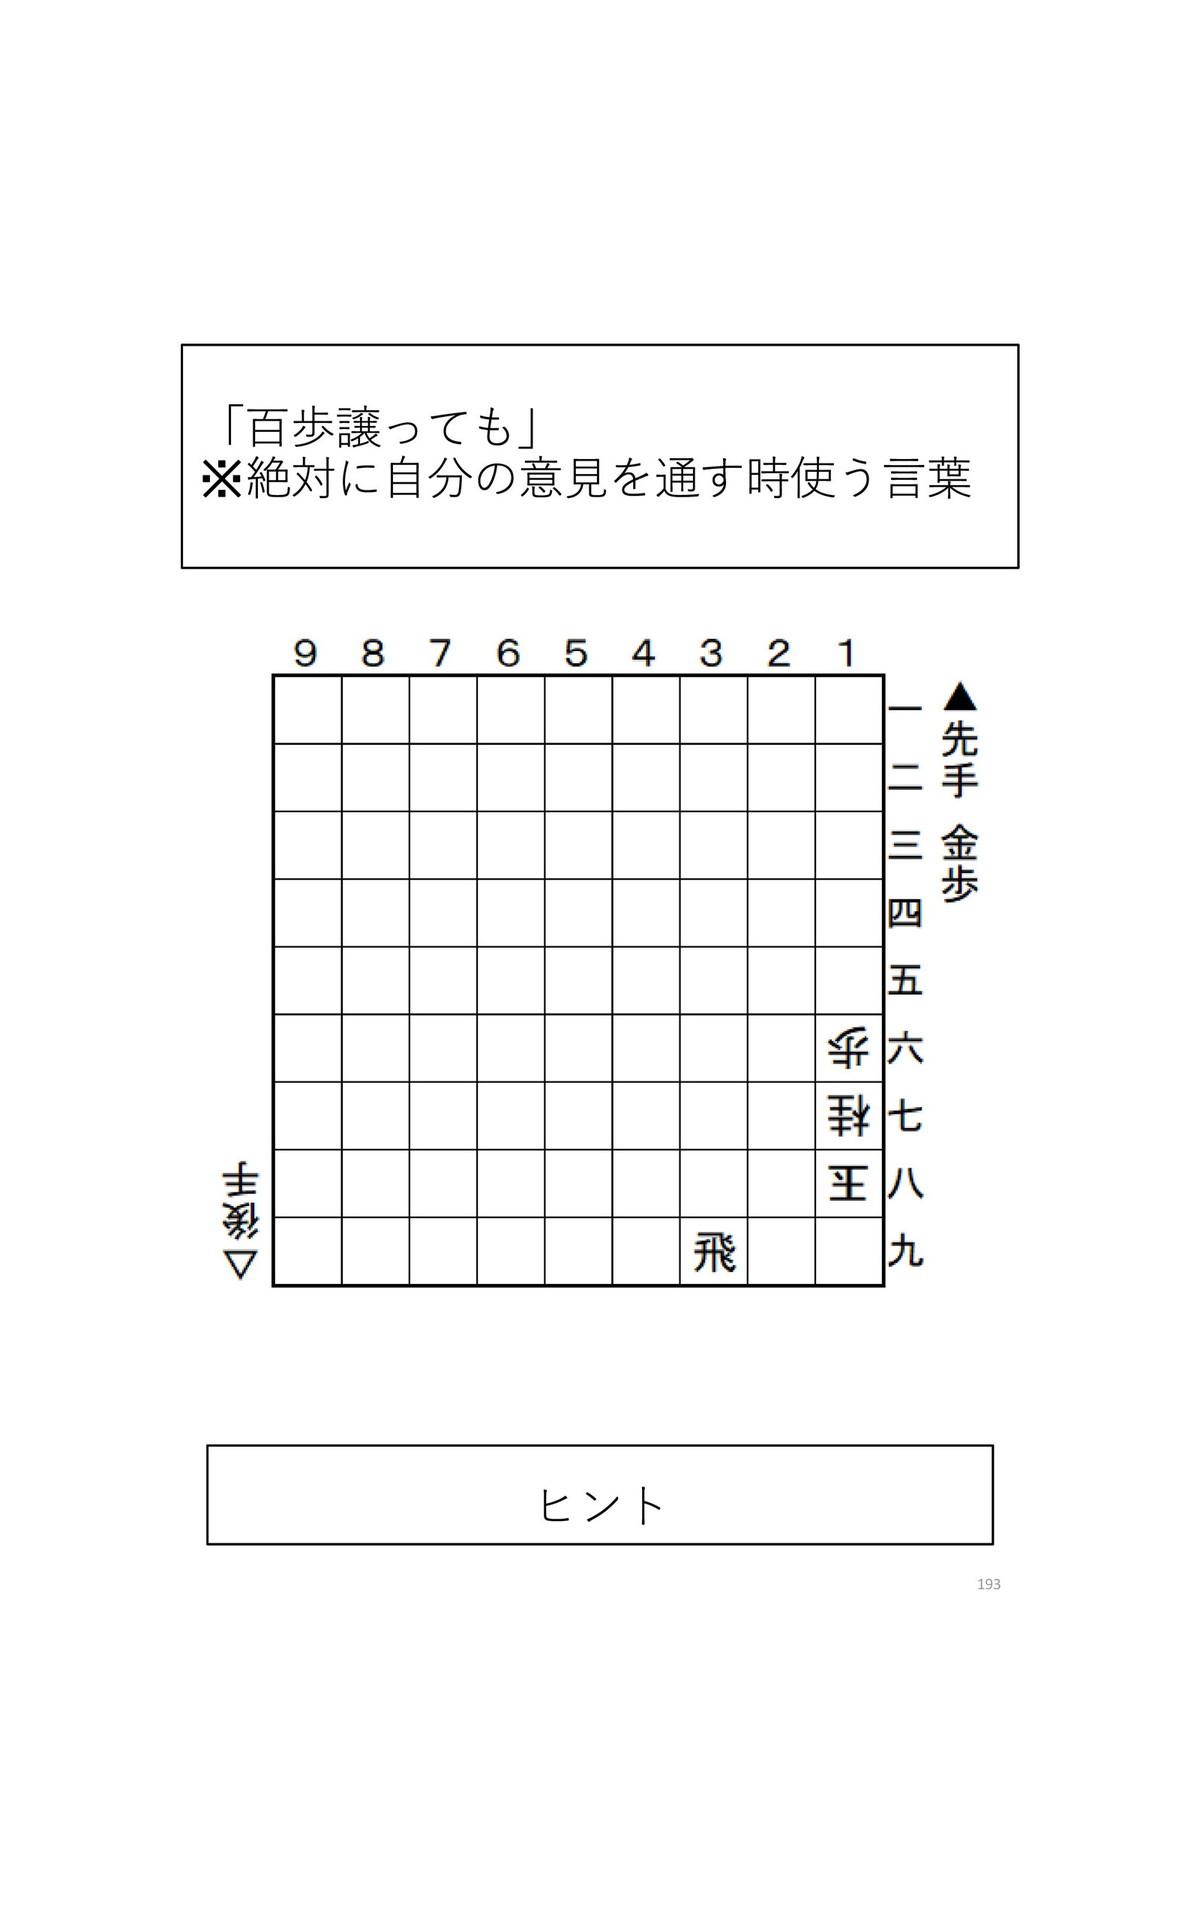 「百歩譲っても」
※絶対に自分の意見を通す時使う言葉
9 8 7 6 5 4 3 2 1
一
二
三
四
五
六
七
八
九
▲先手 金歩
歩
桂
王
飛
△後手
ヒント
193